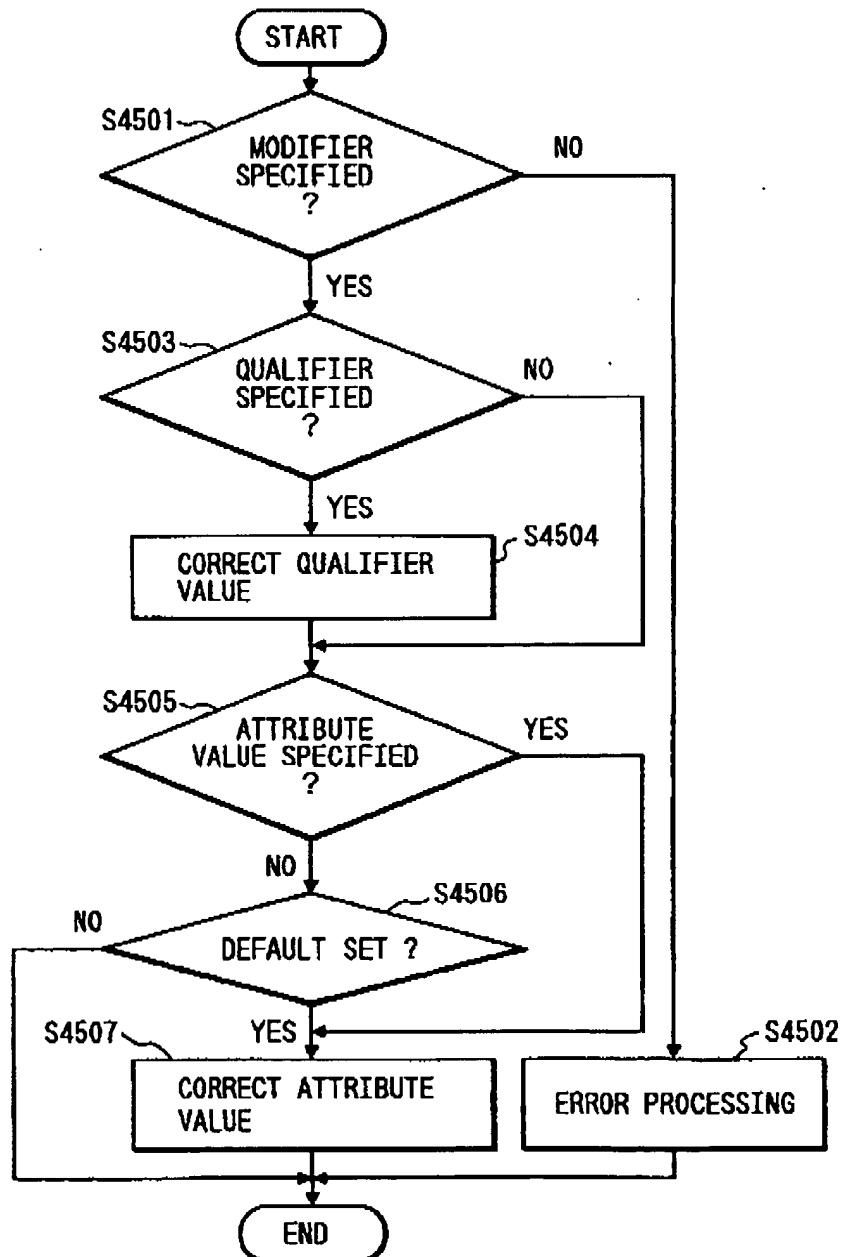 START
S4501
MODIFIER
SPECIFIED
?
NO
YES
S4503
QUALIFIER
SPECIFIED
?
NO
YES
S4504
CORRECT QUALIFIER
VALUE
S4505
ATTRIBUTE
VALUE SPECIFIED
?
YES
NO
S4506
NO
DEFAULT SET ?
S4507
YES
S4502
CORRECT ATTRIBUTE
VALUE
ERROR PROCESSING
END